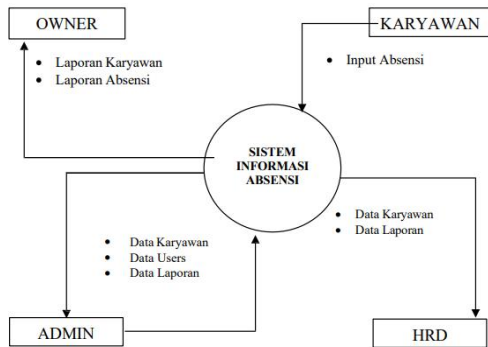 OWNER
KARYAWAN
• Laporan Karyawan
• Laporan Absensi
• Input Absensi
SISTEM
INFORMASI
ABSENSI
• Data Karyawan
• Data Laporan
• Data Karyawan
• Data Users
• Data Laporan
ADMIN
HRD